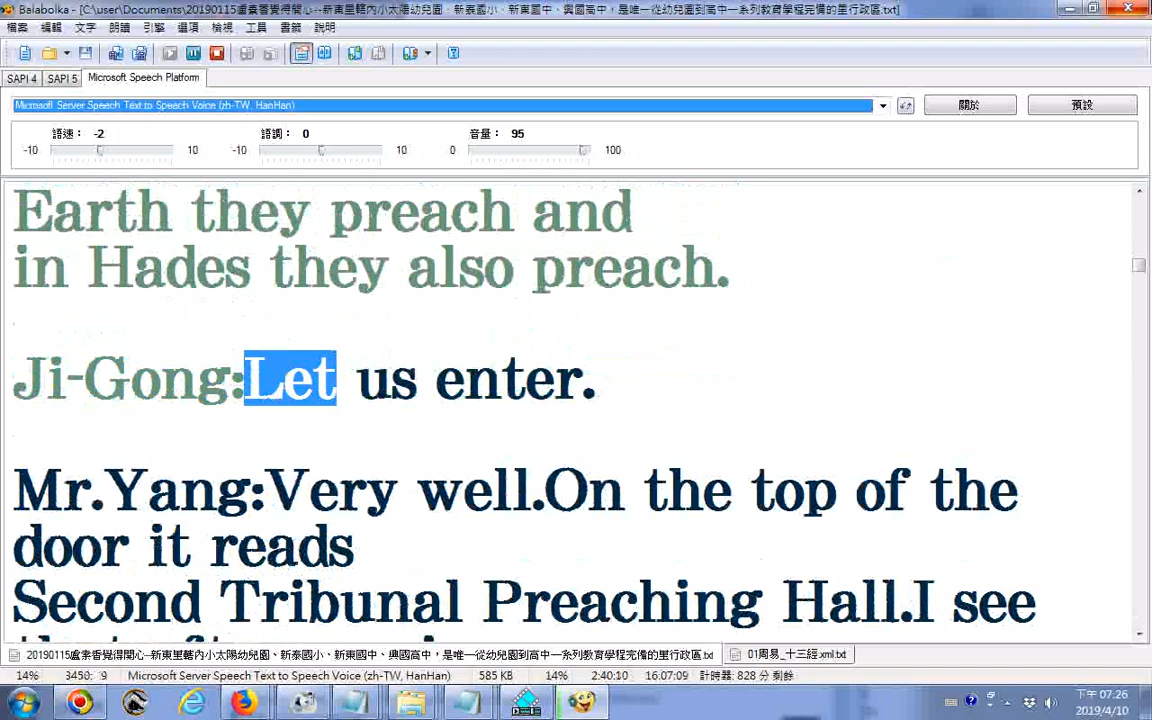 Balabolka - [C:\user\Documents\20190115盧素香覺得開心--新東里轄內小太陽幼兒園、新泰國小、新東國中、興國高中，是唯一從幼兒園到高中一系列教育學程完備的里行政區.txt]
檔案 編輯 文字 朗讀 引擎 選項 檢視 工具 書籤 說明
SAPI 4 SAPI 5 Microsoft Speech Platform
Microsoft Server Speech Text to Speech Voice (zh-TW, HanHan) 關於 預設
語速： -2 語調： 0 音量： 95
-10 10 -10 10 0 100
Earth they preach and
in Hades they also preach.
Ji-Gong:Let us enter.
Mr.Yang:Very well.On the top of the
door it reads
Second Tribunal Preaching Hall.I see
20190115盧素香覺得開心--新東里轄內小太陽幼兒園、新泰國小、新東國中、興國高中，是唯一從幼兒園到高中一系列教育學程完備的里行政區.txt 01周易_十三經.xml.txt
14% 3450: 9 Microsoft Server Speech Text to Speech Voice (zh-TW, HanHan) 585 KB 14% 2:40:10 16:07:09 計時器: 828 分 剩餘
下午 07:26
2019/4/10